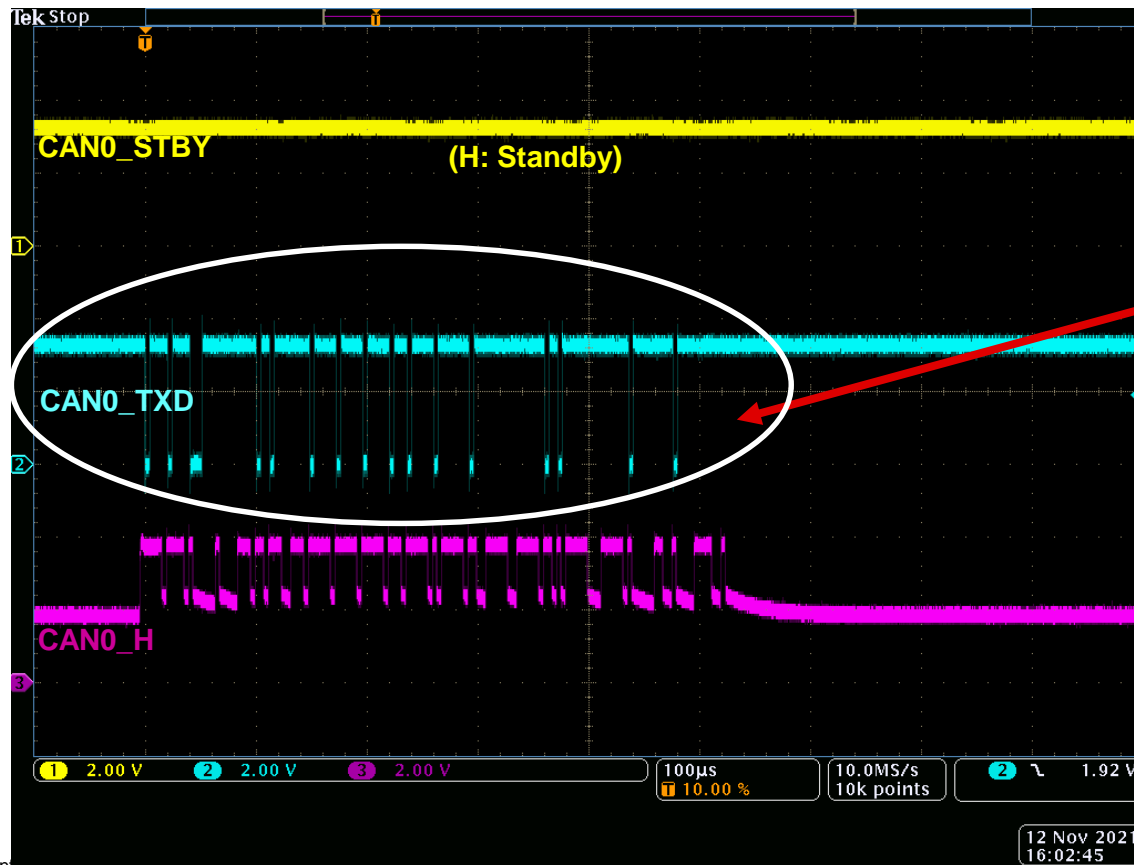 Tek Stop
T
T
CAN0_STBY
(H: Standby)
1
CAN0_TXD
2
CAN0_H
3
1 2.00 V 2 2.00 V 3 2.00 V
100µs
T 10.00 %
10.0MS/s
10k points
2 1.92 V
12 Nov 2021
16:02:45